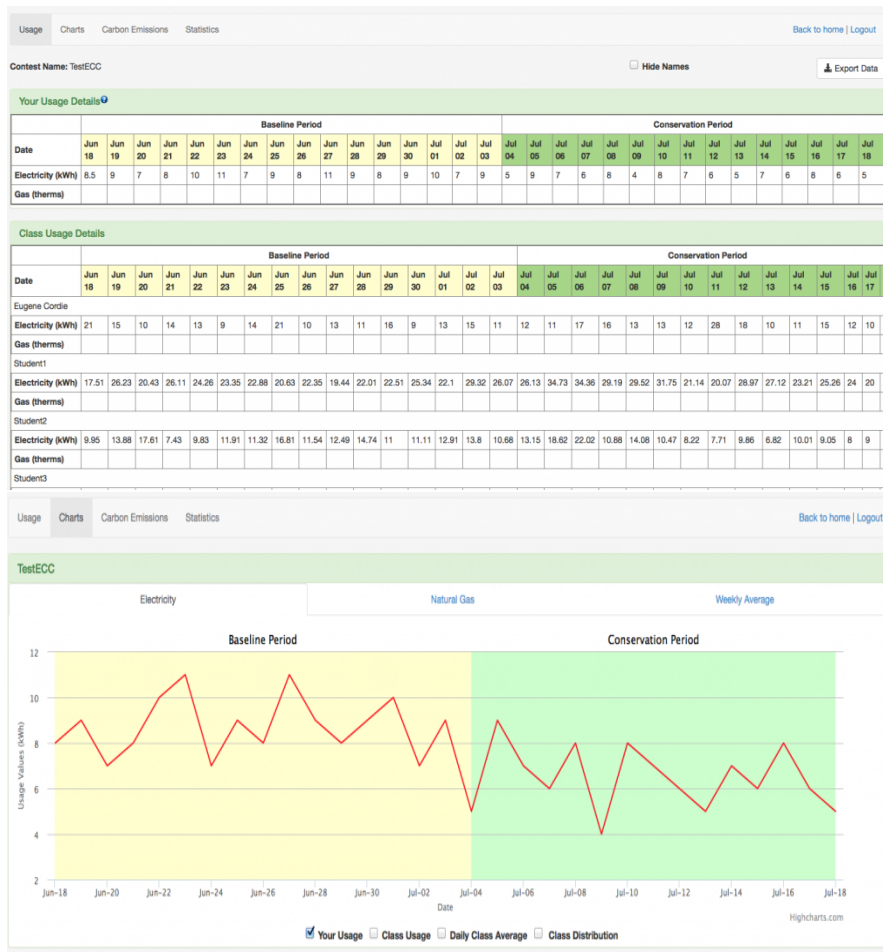 Usage Charts Carbon Emissions Statistics Back to home | Logout
Contest Name: TestECC Hide Names Export Data
Your Usage Details
Baseline Period Conservation Period
Date Jun 18 Jun 19 Jun 20 Jun 21 Jun 22 Jun 23 Jun 24 Jun 25 Jun 26 Jun 27 Jun 28 Jun 29 Jun 30 Jul 01 Jul 02 Jul 03 Jul 04 Jul 05 Jul 06 Jul 07 Jul 08 Jul 09 Jul 10 Jul 11 Jul 12 Jul 13 Jul 14 Jul 15 Jul 16 Jul 17 Jul 18
Electricity (kWh) 8.5 9 7 8 10 11 7 9 8 11 9 8 9 10 7 9 5 9 7 6 8 4 8 7 6 5 7 6 8 6 5
Gas (therms)
Class Usage Details
Baseline Period Conservation Period
Date Jun 18 Jun 19 Jun 20 Jun 21 Jun 22 Jun 23 Jun 24 Jun 25 Jun 26 Jun 27 Jun 28 Jun 29 Jun 30 Jul 01 Jul 02 Jul 03 Jul 04 Jul 05 Jul 06 Jul 07 Jul 08 Jul 09 Jul 10 Jul 11 Jul 12 Jul 13 Jul 14 Jul 15 Jul 16 Jul 17
Eugene Cordie
Electricity (kWh) 21 15 10 14 13 9 14 21 10 13 11 16 9 13 15 11 12 11 17 16 13 13 12 28 18 10 11 15 12 10
Gas (therms)
Student1
Electricity (kWh) 17.51 26.23 20.43 26.11 24.26 23.35 22.88 20.63 22.35 19.44 22.01 22.51 25.34 22.1 29.32 26.07 26.13 34.73 34.36 29.19 29.52 31.75 21.14 20.07 28.97 27.12 23.21 25.26 24 20
Gas (therms)
Student2
Electricity (kWh) 9.95 13.88 17.61 7.43 9.83 11.91 11.32 16.81 11.54 12.49 14.74 11 11.11 12.91 13.8 10.68 13.15 18.62 22.02 10.88 14.08 10.47 8.22 7.71 9.86 6.82 10.01 9.05 8 9
Gas (therms)
Student3
Usage Charts Carbon Emissions Statistics Back to home | Logout
TestECC
Electricity Natural Gas Weekly Average
Baseline Period Conservation Period
12
10
8
6
4
2
Usage Values (kWh)
Jun-18 Jun-20 Jun-22 Jun-24 Jun-26 Jun-28 Jun-30 Jul-02 Jul-04 Jul-06 Jul-08 Jul-10 Jul-12 Jul-14 Jul-16 Jul-18
Date
Highcharts.com
Your Usage Class Usage Daily Class Average Class Distribution